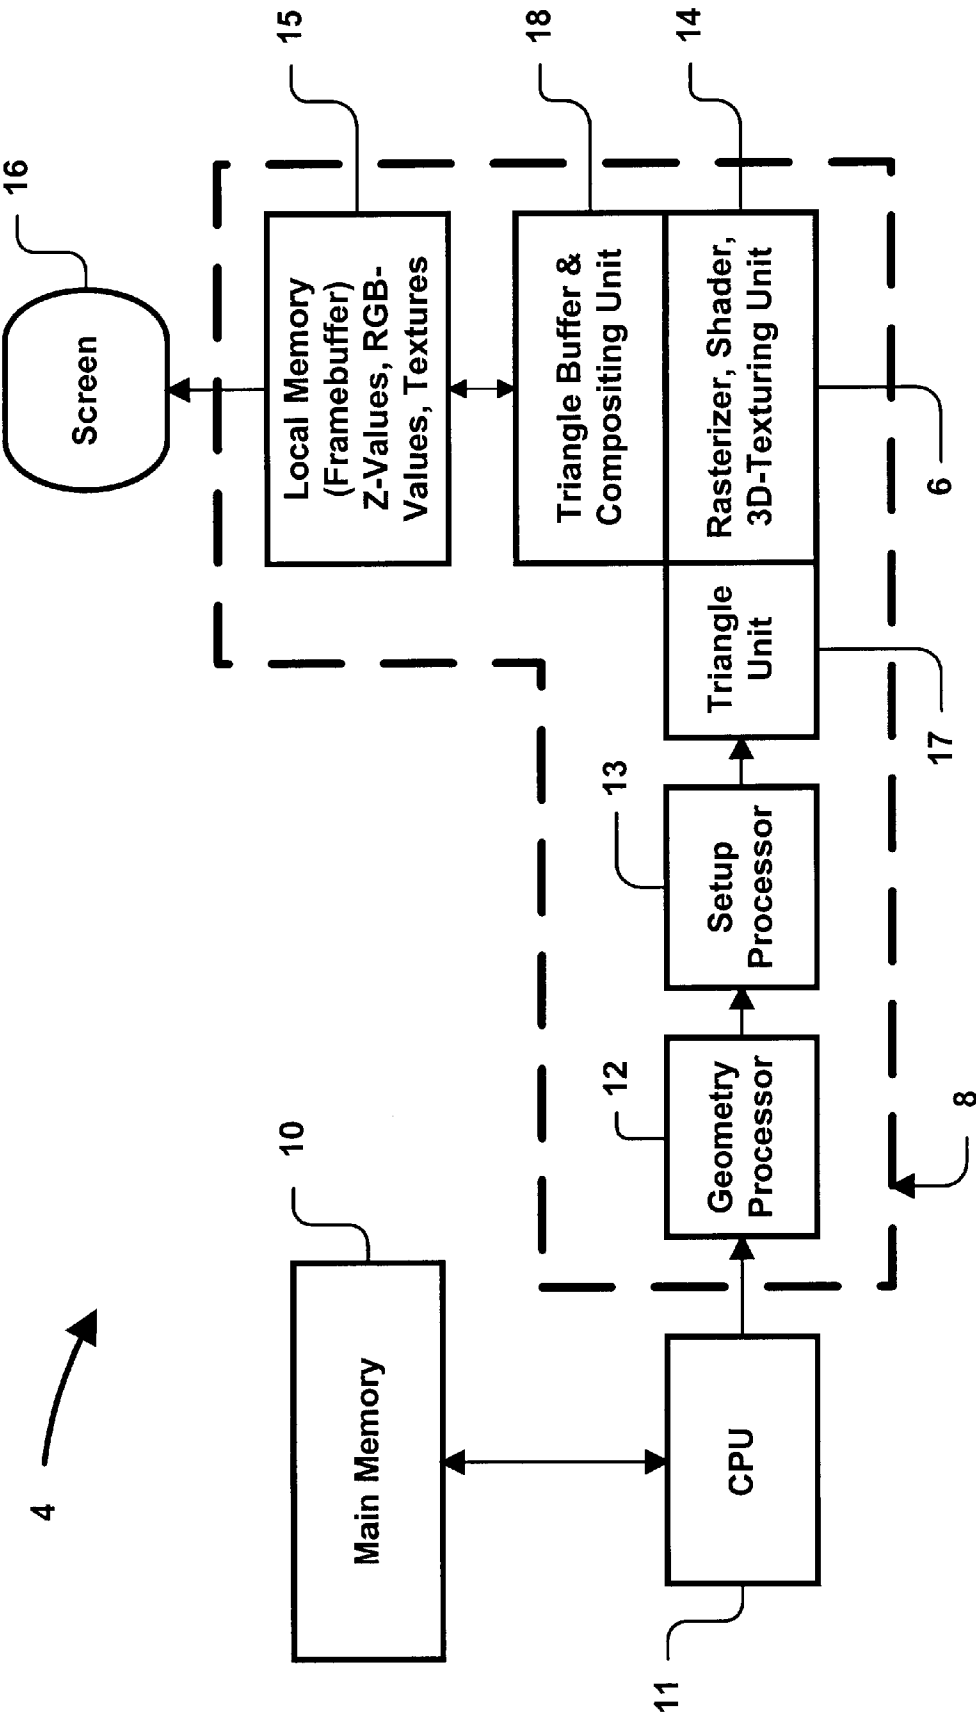 4
Main Memory
10
CPU
11
Geometry
Processor
12
Setup
Processor
13
Triangle
Unit
17
Rasterizer, Shader,
3D-Texturing Unit
14
6
Triangle Buffer &
Compositing Unit
18
Local Memory
(Framebuffer)
Z-Values, RGB-
Values, Textures
15
Screen
16
8